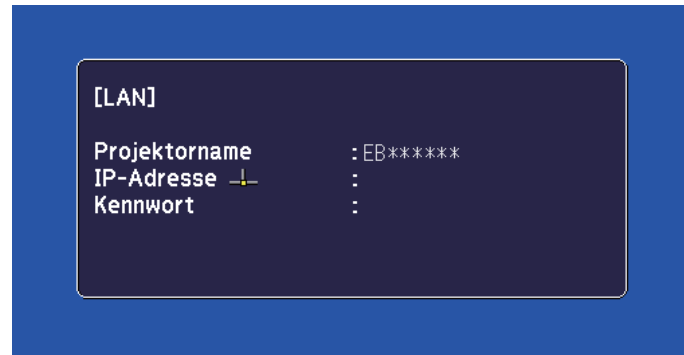 [LAN]
Projektorname : EB******
IP-Adresse :
Kennwort :